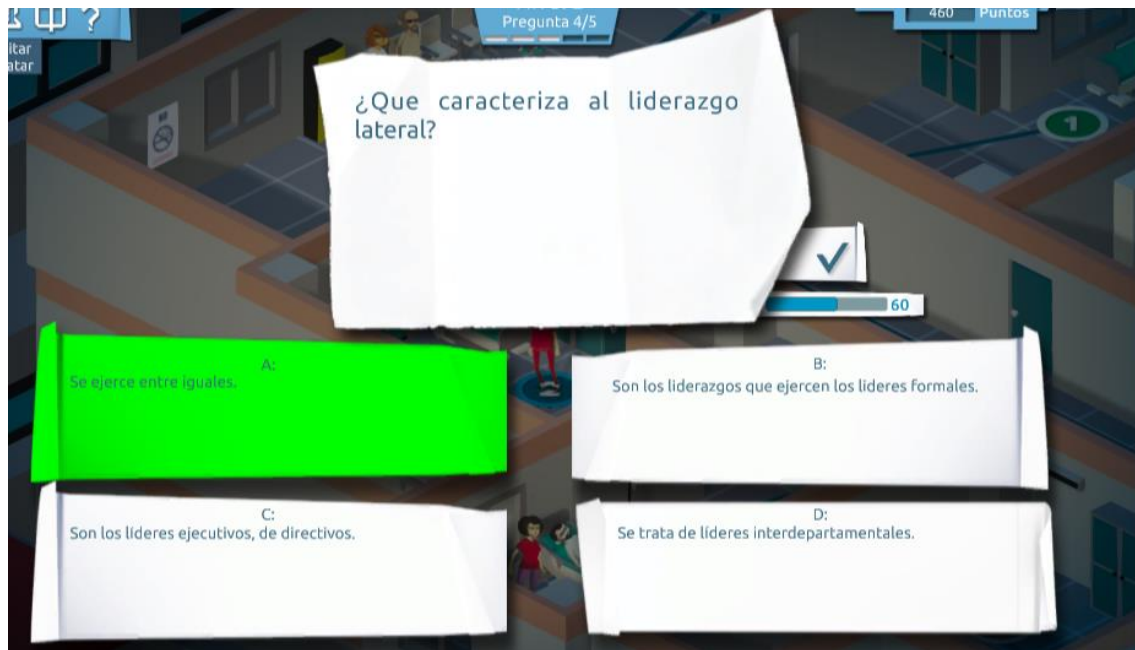 ?
Pregunta 4/5
460 Puntos
¿Que caracteriza al liderazgo
lateral?
60
A:
Se ejerce entre iguales.
B:
Son los liderazgos que ejercen los lideres formales.
C:
Son los líderes ejecutivos, de directivos.
D:
Se trata de líderes interdepartamentales.
1